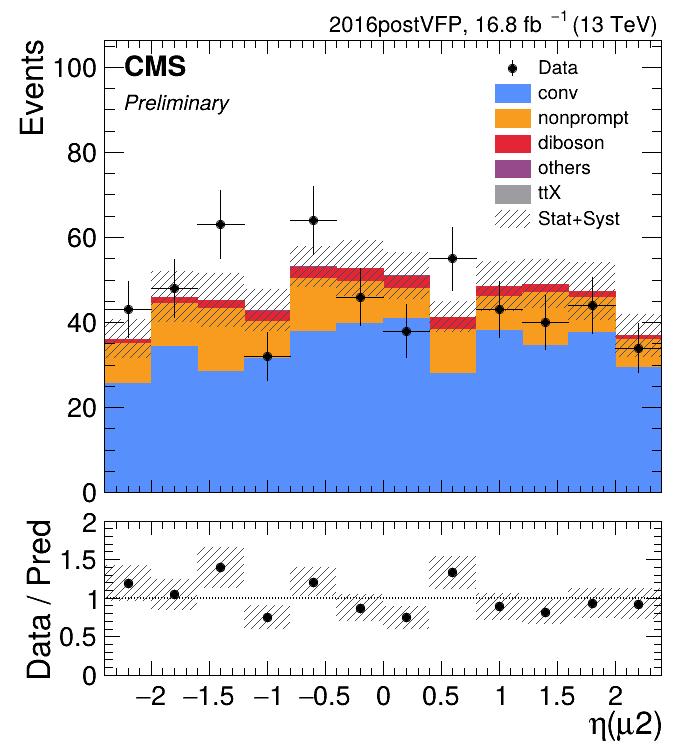 2016postVFP, 16.8 fb⁻¹ (13 TeV)
Events
CMS
Preliminary
Data
conv
nonprompt
diboson
others
ttX
Stat+Syst
100
80
60
40
20
0
Data / Pred
2
1.5
1
0.5
0
−2 −1.5 −1 −0.5 0 0.5 1 1.5 2
η(μ2)